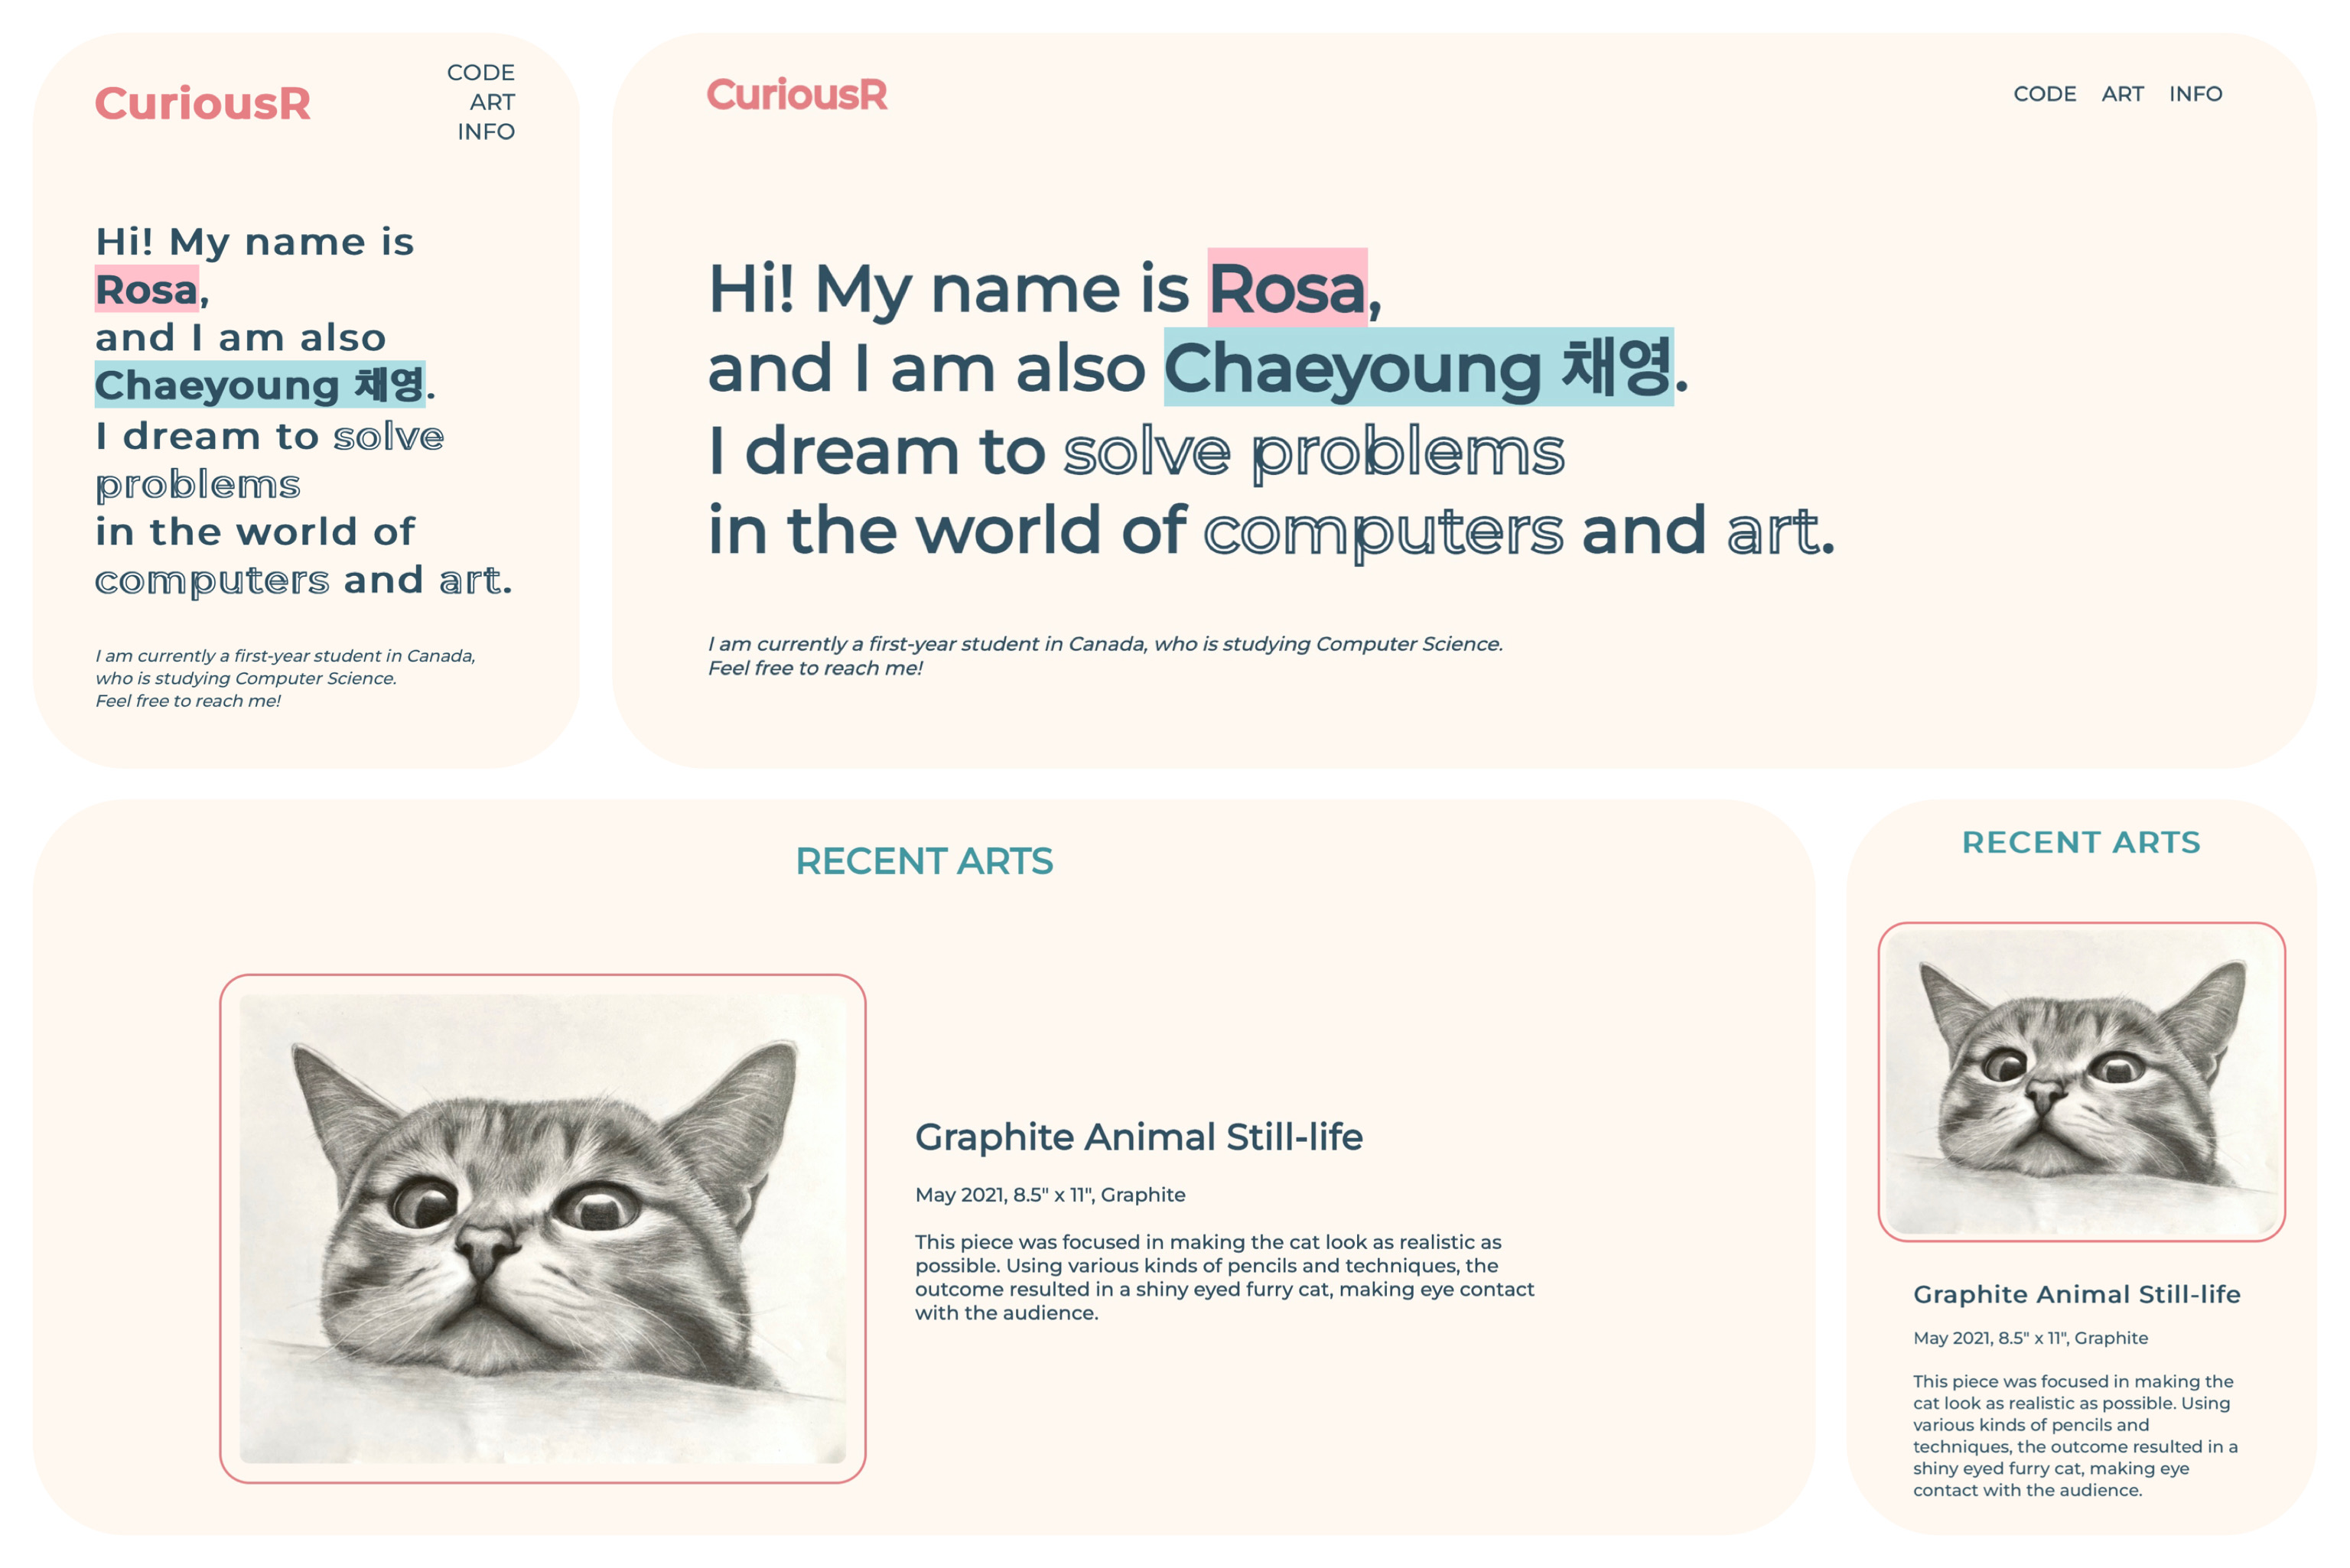 CuriousR
CODE
ART
INFO
Hi! My name is
Rosa,
and I am also
Chaeyoung 채영.
I dream to solve
problems
in the world of
computers and art.
I am currently a first-year student in Canada,
who is studying Computer Science.
Feel free to reach me!
CuriousR
CODE ART INFO
Hi! My name is Rosa,
and I am also Chaeyoung 채영.
I dream to solve problems
in the world of computers and art.
I am currently a first-year student in Canada, who is studying Computer Science.
Feel free to reach me!
RECENT ARTS
Graphite Animal Still-life
May 2021, 8.5" x 11", Graphite
This piece was focused in making the cat look as realistic as
possible. Using various kinds of pencils and techniques, the
outcome resulted in a shiny eyed furry cat, making eye contact
with the audience.
RECENT ARTS
Graphite Animal Still-life
May 2021, 8.5" x 11", Graphite
This piece was focused in making the
cat look as realistic as possible. Using
various kinds of pencils and
techniques, the outcome resulted in a
shiny eyed furry cat, making eye
contact with the audience.